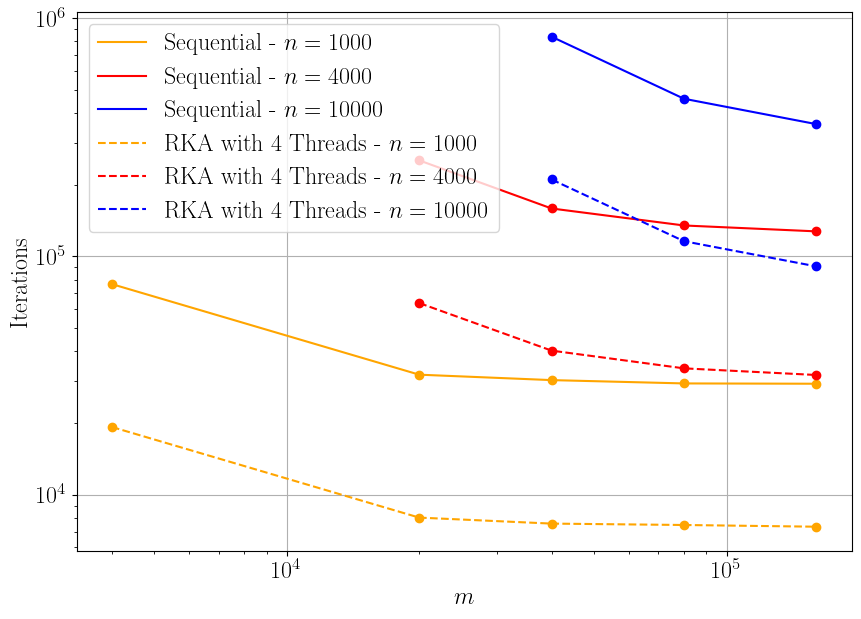 10^6
10^5
10^4
Iterations
Sequential - n = 1000
Sequential - n = 4000
Sequential - n = 10000
RKA with 4 Threads - n = 1000
RKA with 4 Threads - n = 4000
RKA with 4 Threads - n = 10000
10^4
10^5
m